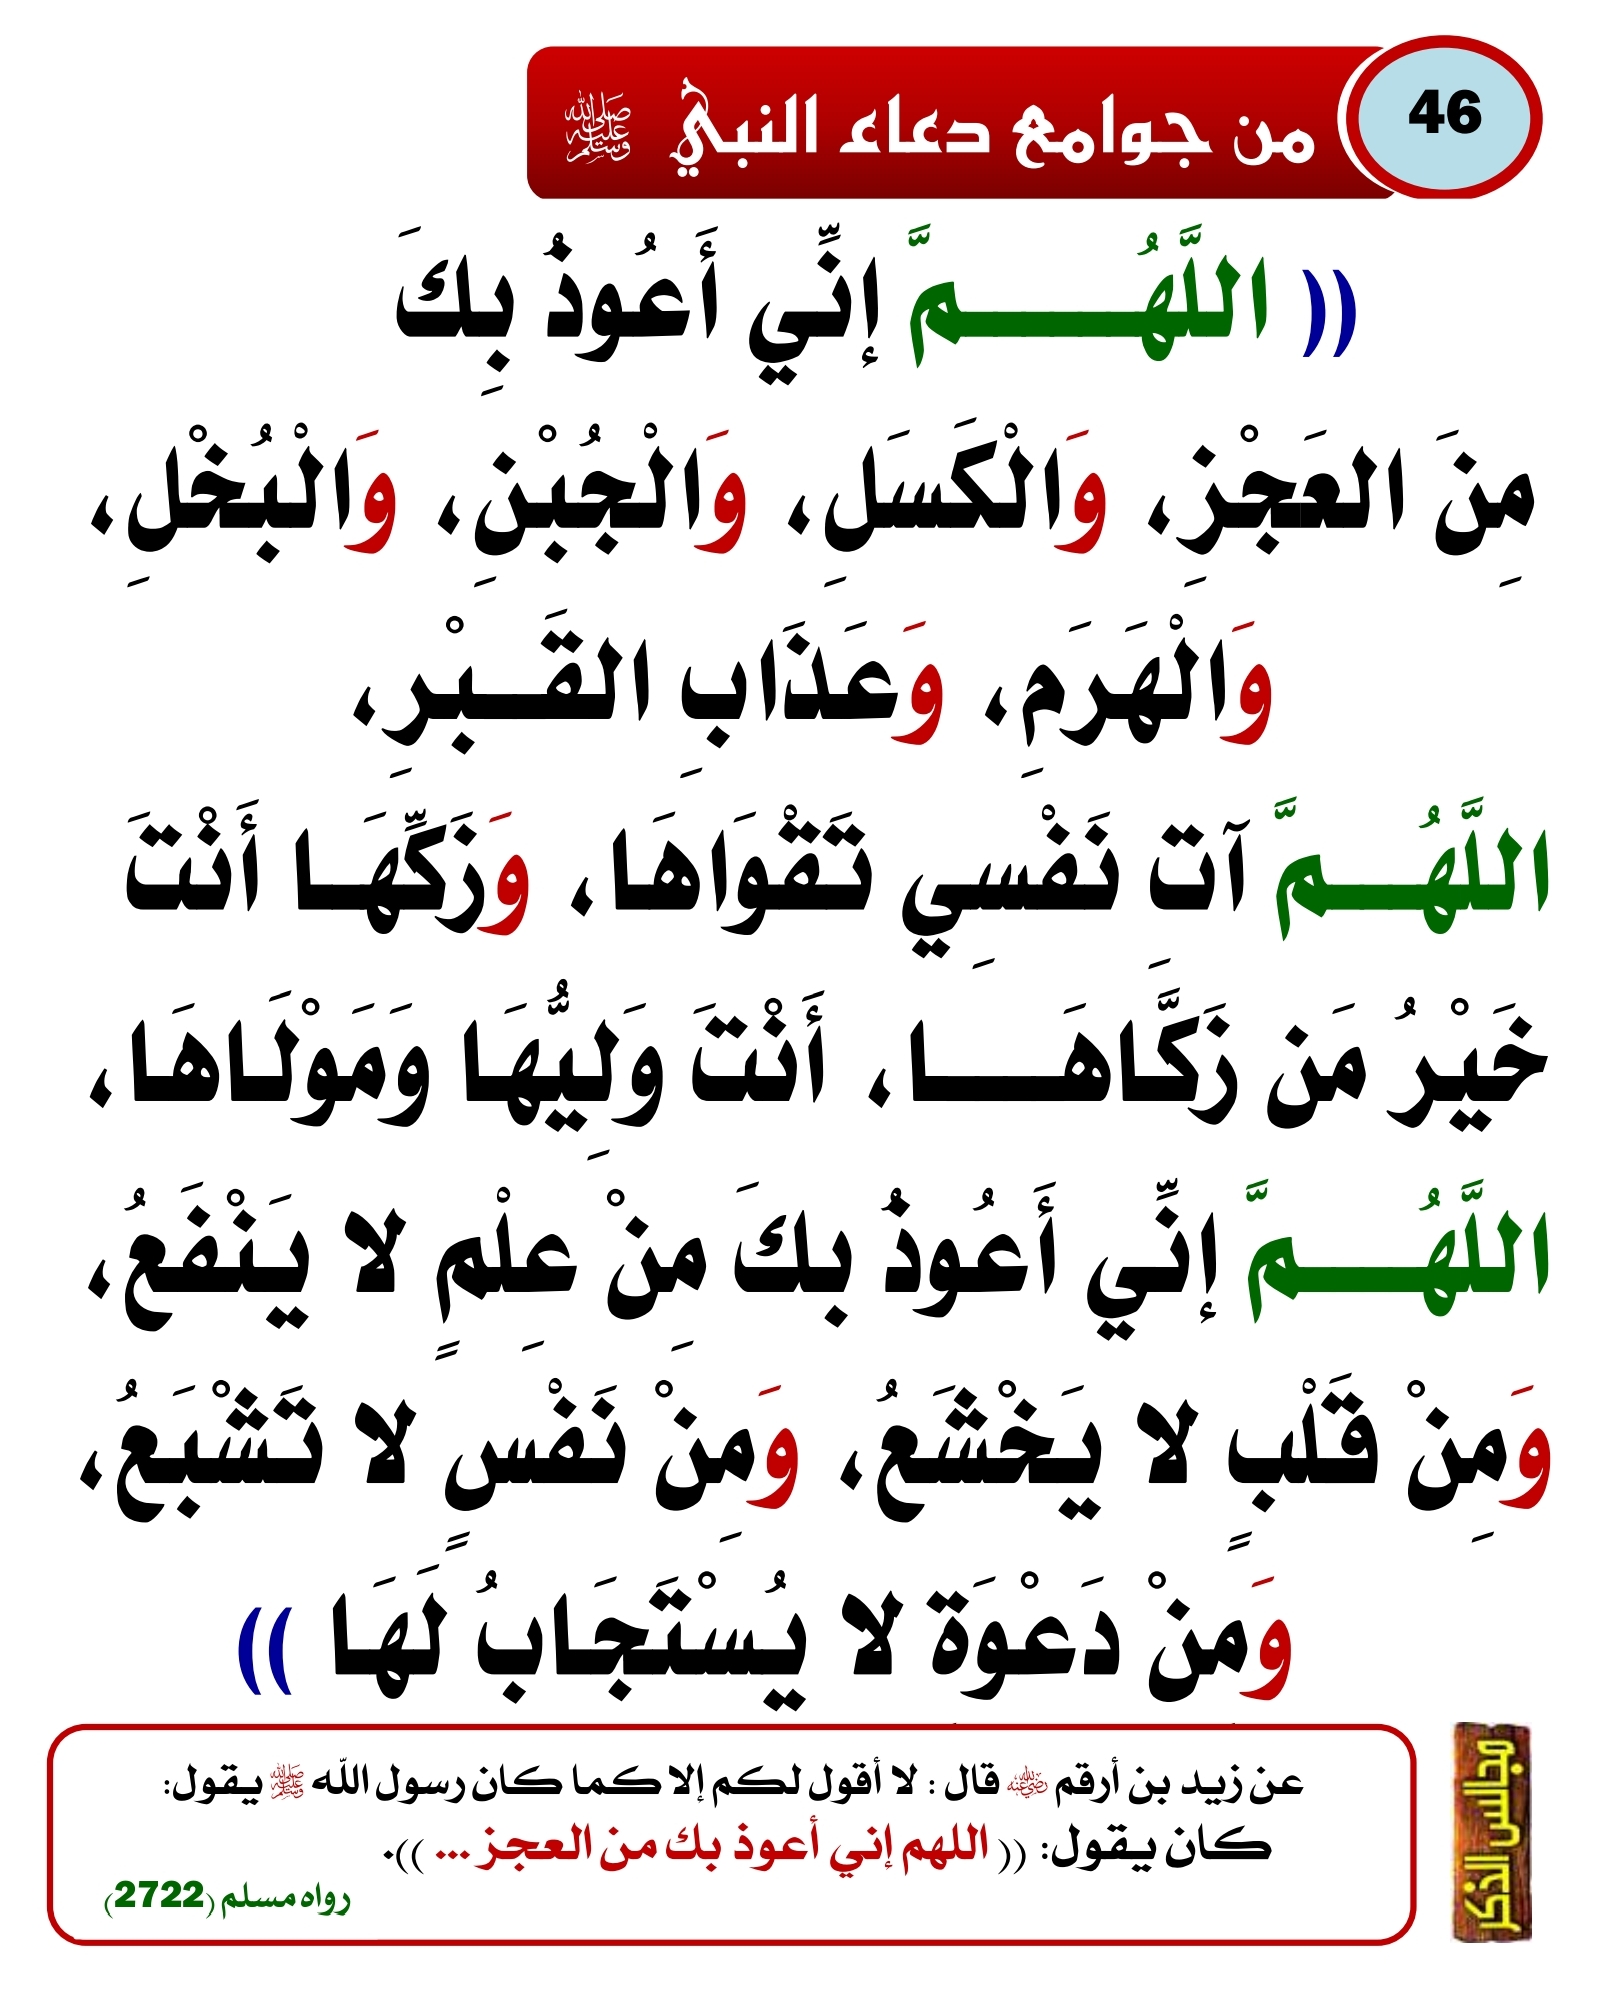 46
من جوامع دعاء النبي ﷺ
(( اللَّهُـــــمَّ إنِّي أَعُوذُ بِكَ
مِنَ العَجْزِ، وَالْكَسَلِ، وَالْجُبْنِ، وَالْبُخْلِ،
وَالْهَرَمِ، وَعَذَابِ القَـبْرِ،
اللَّهُـــمَّ آت نَفْسِي تَقْوَاهَا، وَزَكِّهَـا أَنْتَ
خَيْرُ مَن زَكَّاهَــــا، أَنْتَ وَلِيُّهَا وَمَوْلَاهَا،
اللَّهُـــمَّ إنِّي أَعُوذُ بكَ مِنْ عِلْمٍ لا يَنْفَعُ،
وَمِنْ قَلْبٍ لا يَخْشَعُ، وَمِنْ نَفْسٍ لا تَشْبَعُ،
وَمنْ دَعْوَة لا يُسْتَجَابُ لَهَا ))
عن زيد بن أرقم رضي الله عنه قال : لا أقول لكم إلا كما كان رسول الله ﷺ يقول:
كان يقول: (( اللهم إني أعوذ بك من العجز ... )).
رواه مسلم (2722)
مجالس الذكر